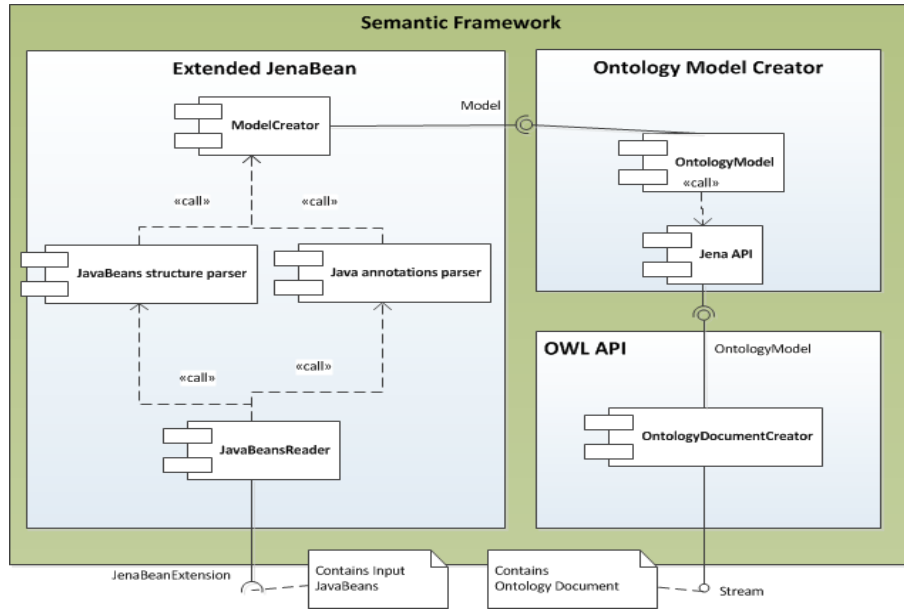 Semantic Framework
Extended JenaBean
Ontology Model Creator
Model
ModelCreator
OntologyModel
«call»
«call»
«call»
JavaBeans structure parser
Java annotations parser
Jena API
OWL API
OntologyModel
«call»
«call»
JavaBeansReader
OntologyDocumentCreator
JenaBeanExtension
Contains Input
JavaBeans
Contains
Ontology Document
Stream